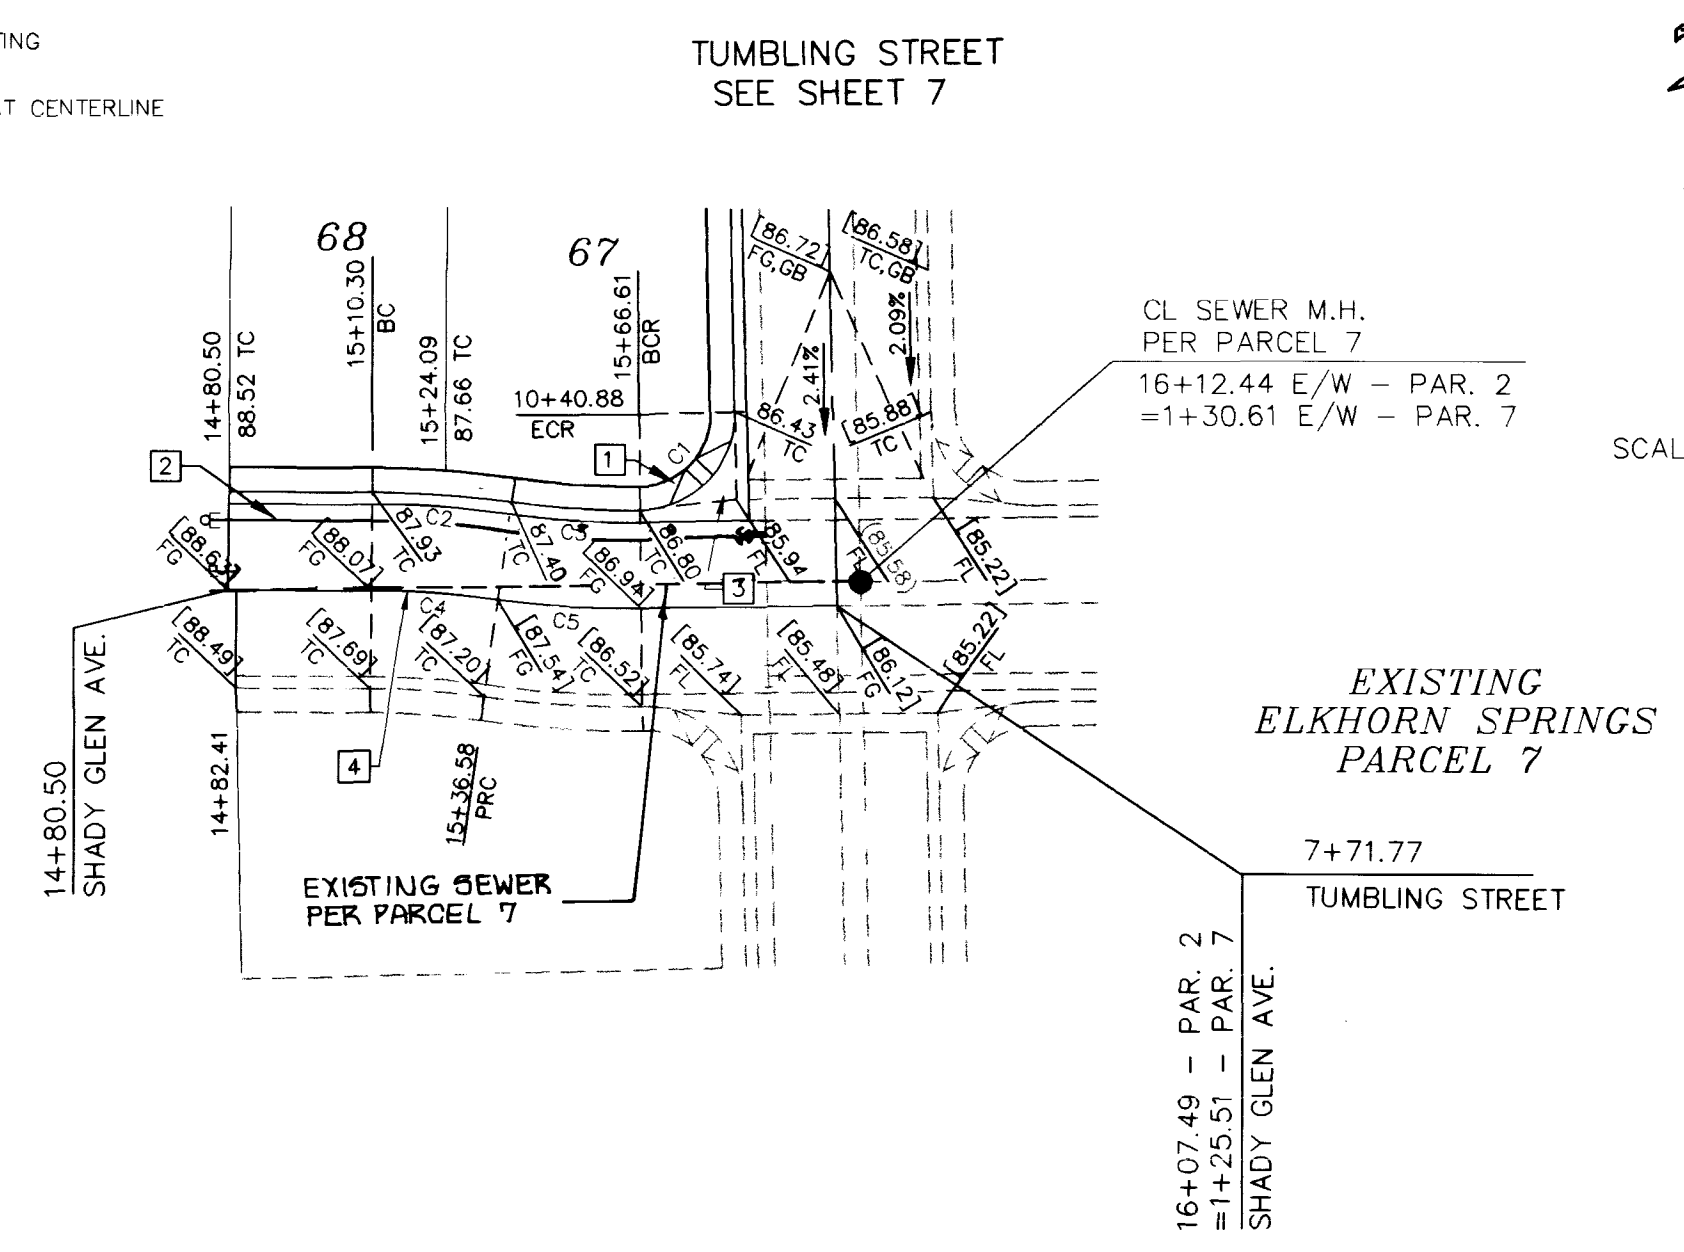 TING
AT CENTERLINE
TUMBLING STREET
SEE SHEET 7
68
67
14+80.50
88.52 TC
15+10.30
BC
15+24.09
87.66 TC
15+66.61
BCR
10+40.88
ECR
[86.72]
FG,GB
[86.58]
TC,GB
2.41%
2.09%
86.43
TC
[85.88]
TC
CL SEWER M.H.
PER PARCEL 7
16+12.44 E/W - PAR. 2
=1+30.61 E/W - PAR. 7
SCAL
1
2
C1
E
C2
C3
[88.63]
FG
[88.07]
FG
87.93
TC
87.40
TC
[86.94]
FG
86.80
TC
85.94
FL
(85.58)
FL
[85.22]
FL
3
C4
C5
[88.49]
TC
[87.69]
TC
[87.20]
TC
[87.54]
FG
[86.52]
TC
[85.74]
FL
[85.48]
FL
[86.12]
FG
[85.22]
FL
4
14+80.50
SHADY GLEN AVE.
14+82.41
15+36.58
PRC
EXISTING SEWER
PER PARCEL 7
EXISTING
ELKHORN SPRINGS
PARCEL 7
7+71.77
TUMBLING STREET
16+07.49 - PAR. 2
=1+25.51 - PAR. 7
SHADY GLEN AVE.